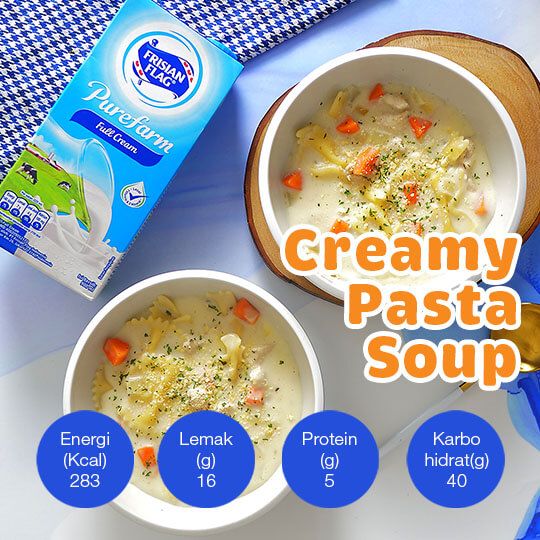 FRISIAN
FLAG
Purefarm
Full Cream
Creamy
Pasta
Soup
Energi
(Kcal)
283
Lemak
(g)
16
Protein
(g)
5
Karbo
hidrat(g)
40